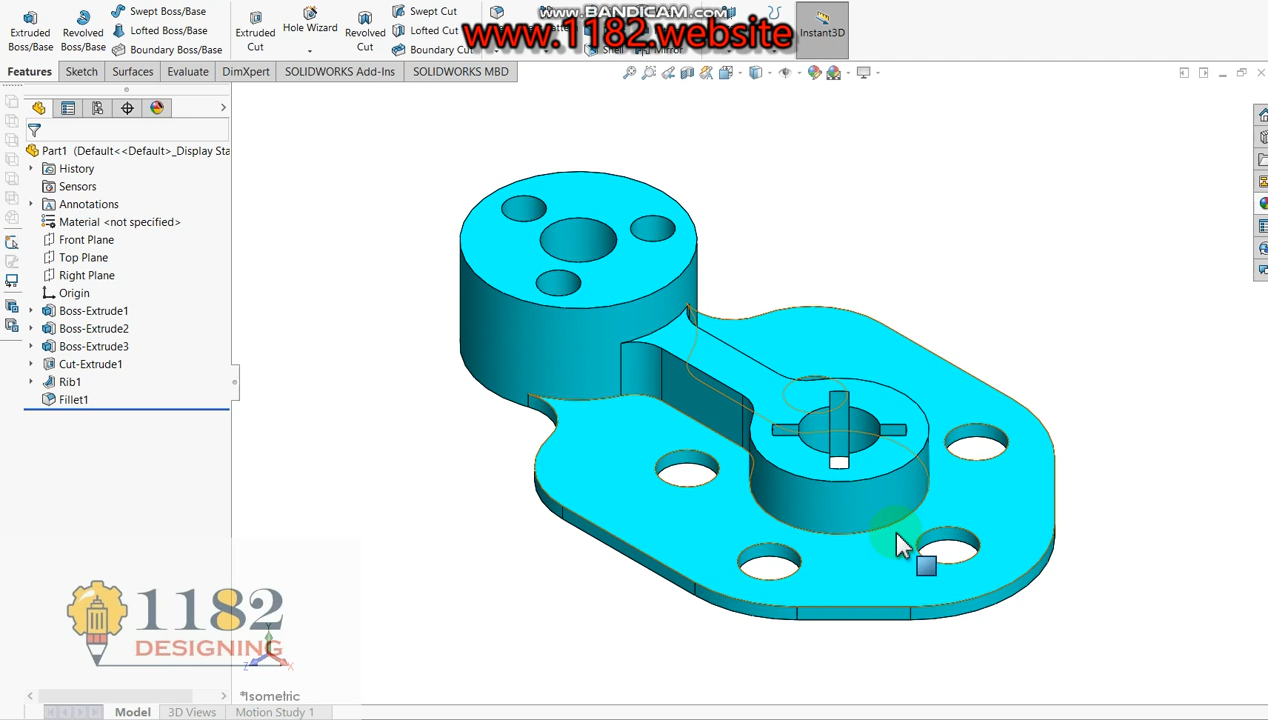 www.BANDICAM.com
www.1182.website
Extruded Boss/Base
Revolved Boss/Base
Swept Boss/Base
Lofted Boss/Base
Boundary Boss/Base
Extruded Cut
Hole Wizard
Revolved Cut
Swept Cut
Lofted Cut
Boundary Cut
Shell
Mirror
Instant3D
Features
Sketch
Surfaces
Evaluate
DimXpert
SOLIDWORKS Add-Ins
SOLIDWORKS MBD
Part1 (Default<<Default>_Display Sta
History
Sensors
Annotations
Material <not specified>
Front Plane
Top Plane
Right Plane
Origin
Boss-Extrude1
Boss-Extrude2
Boss-Extrude3
Cut-Extrude1
Rib1
Fillet1
1182
DESIGNING
Y
Z
X
*Isometric
Model
3D Views
Motion Study 1